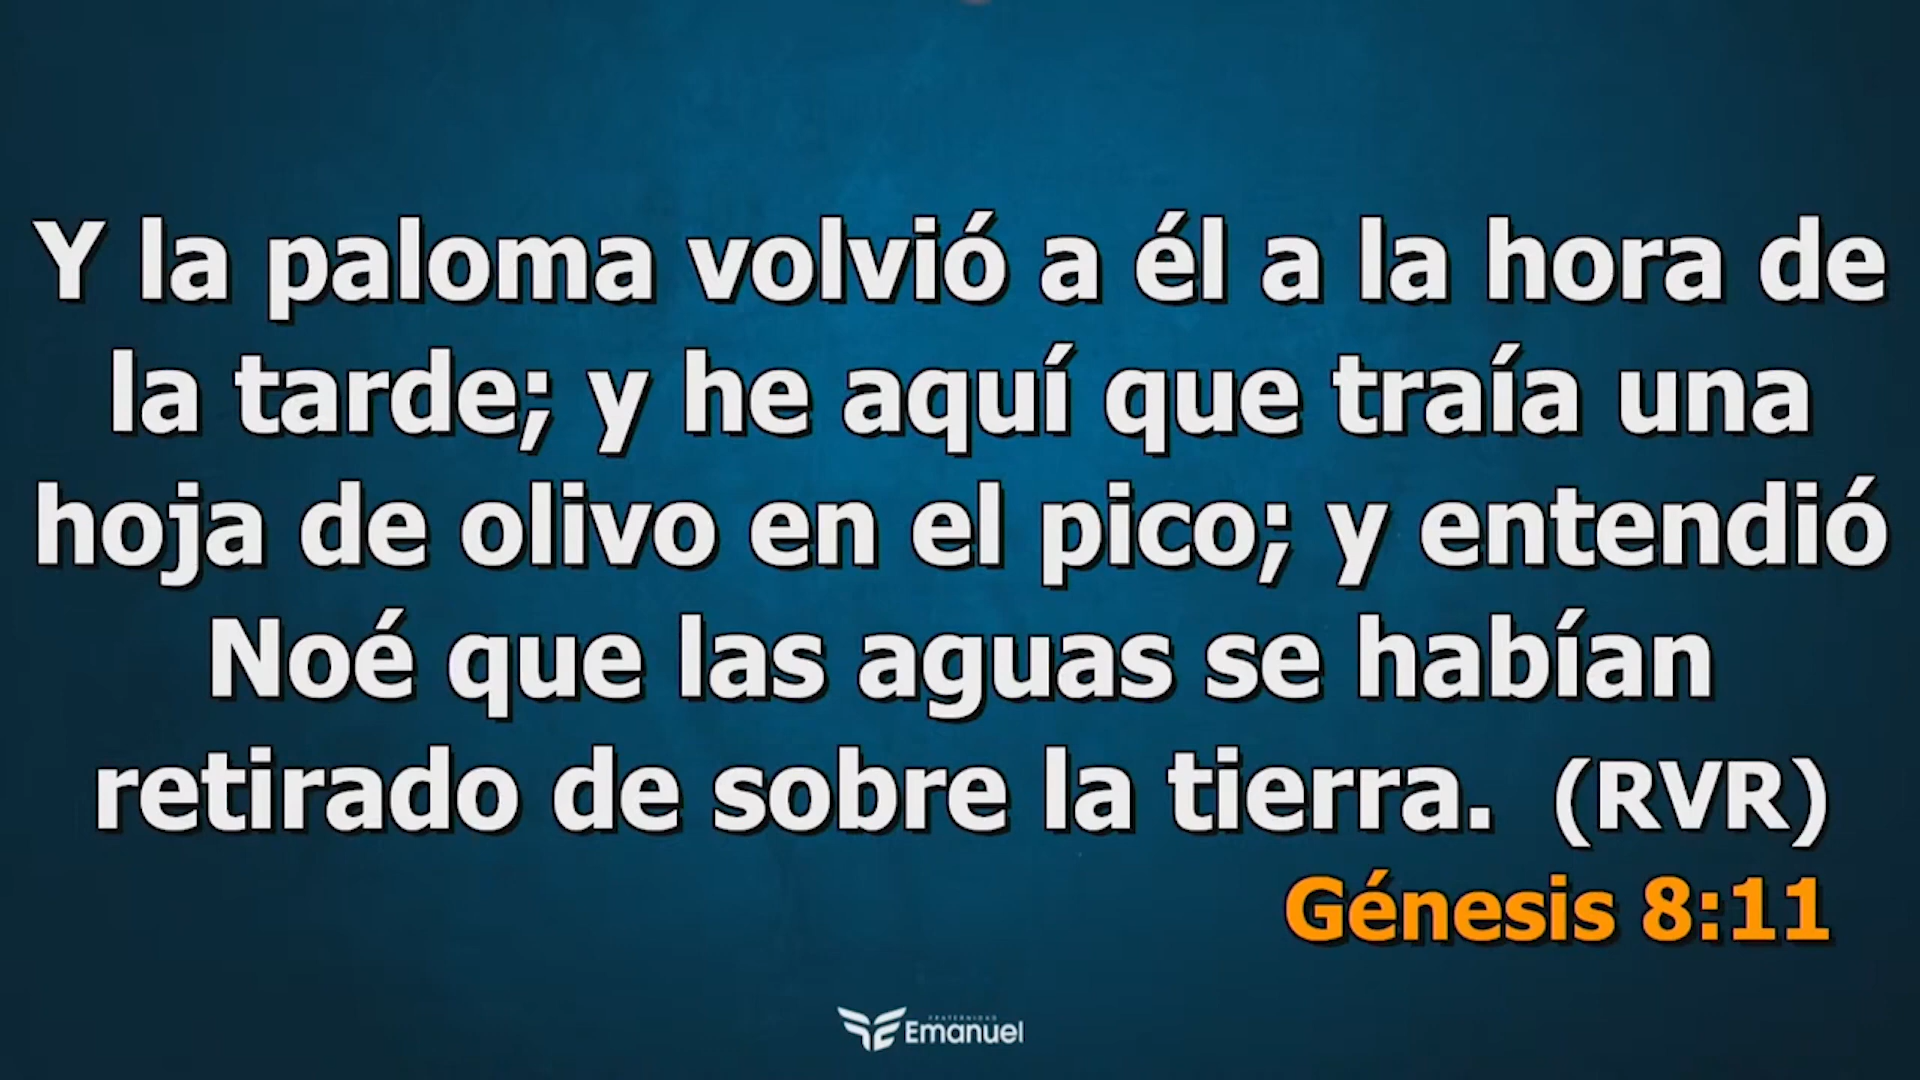 Y la paloma volvió a él a la hora de
la tarde; y he aquí que traía una
hoja de olivo en el pico; y entendió
Noé que las aguas se habían
retirado de sobre la tierra. (RVR)
Génesis 8:11
FRATERNIDAD
Emanuel